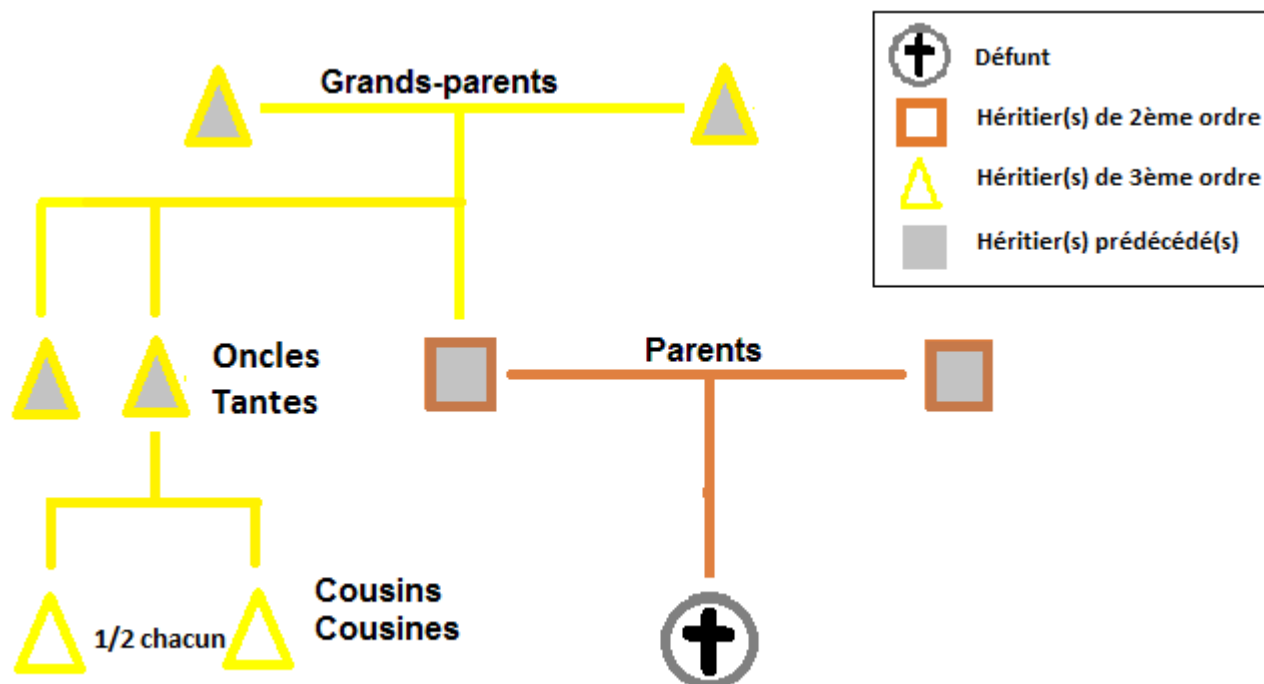 Grands-parents
Défunt
Héritier(s) de 2ème ordre
Héritier(s) de 3ème ordre
Héritier(s) prédécédé(s)
Oncles
Tantes
Parents
Cousins
Cousines
1/2 chacun